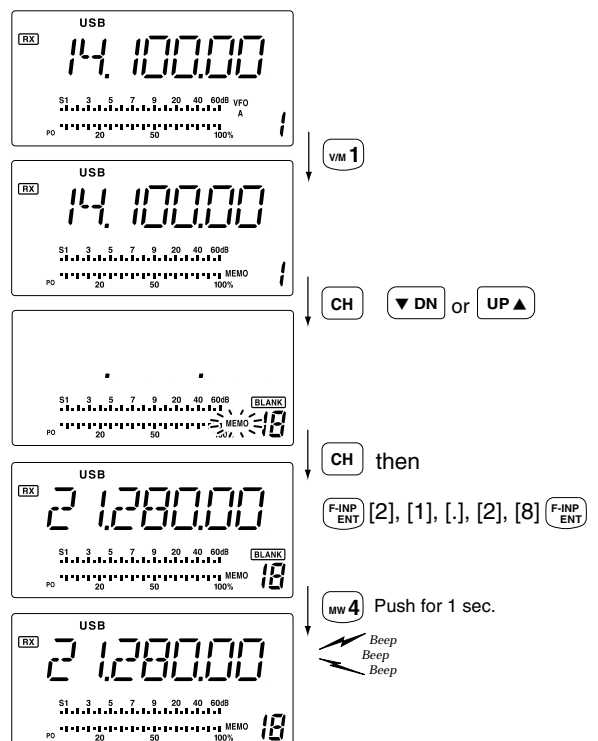 USB
RX
14.100.00
S1 3 5 7 9 20 40 60dB VFO
A
PO 20 50 100% 1
V/M 1
USB
RX
14.100.00
S1 3 5 7 9 20 40 60dB
MEMO
PO 20 50 100% 1
CH ▼ DN or UP ▲
. .
S1 3 5 7 9 20 40 60dB BLANK
MEMO 18
PO 20 50 100%
CH then
F-INP ENT [2], [1], [.], [2], [8] F-INP ENT
USB
RX
21.280.00
S1 3 5 7 9 20 40 60dB BLANK
MEMO 18
PO 20 50 100%
MW 4 Push for 1 sec.
Beep
Beep
Beep
USB
RX
21.280.00
S1 3 5 7 9 20 40 60dB
MEMO 18
PO 20 50 100%